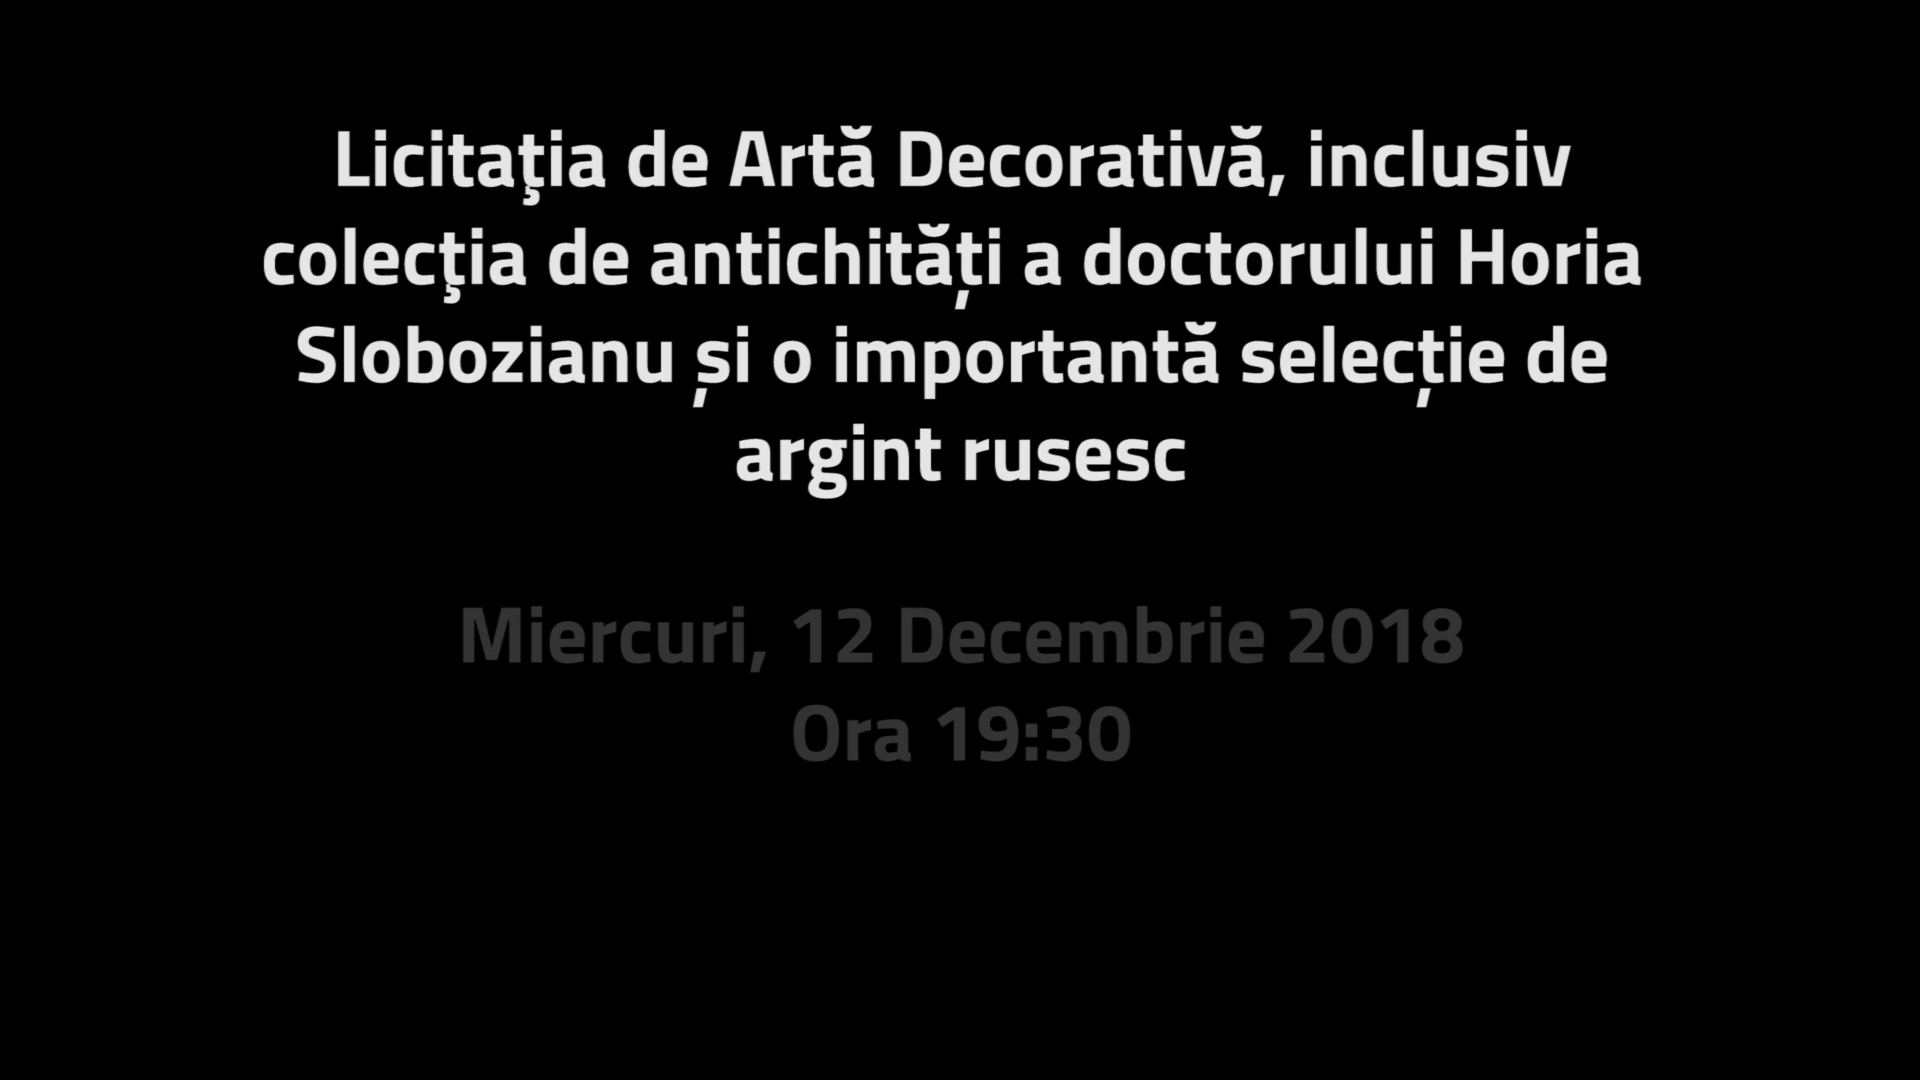 Licitaţia de Artă Decorativă, inclusiv
colecţia de antichități a doctorului Horia
Slobozianu și o importantă selecție de
argint rusesc
Miercuri, 12 Decembrie 2018
Ora 19:30